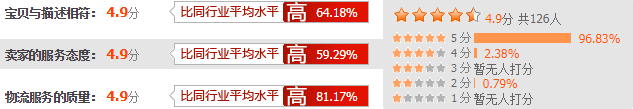 宝贝与描述相符：4.9分 比同行业平均水平 高 64.18%
卖家的服务态度：4.9分 比同行业平均水平 高 59.29%
物流服务的质量：4.9分 比同行业平均水平 高 81.17%
4.9分 共126人
5 分 96.83%
4 分 2.38%
3 分 暂无人打分
2 分 0.79%
1 分 暂无人打分